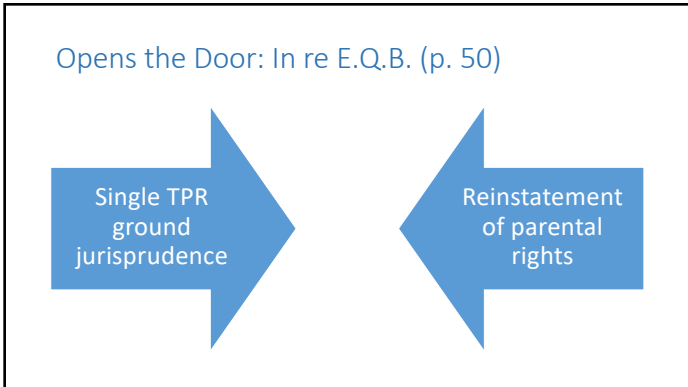 Opens the Door: In re E.Q.B. (p. 50)
Single TPR
ground
jurisprudence
Reinstatement
of parental
rights